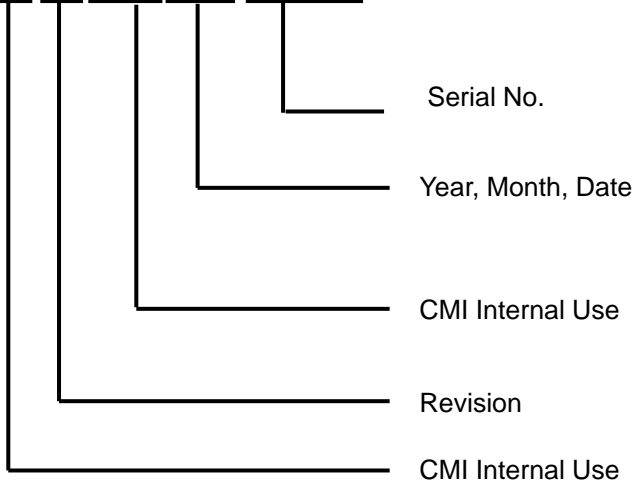 Serial No.
Year, Month, Date
CMI Internal Use
Revision
CMI Internal Use